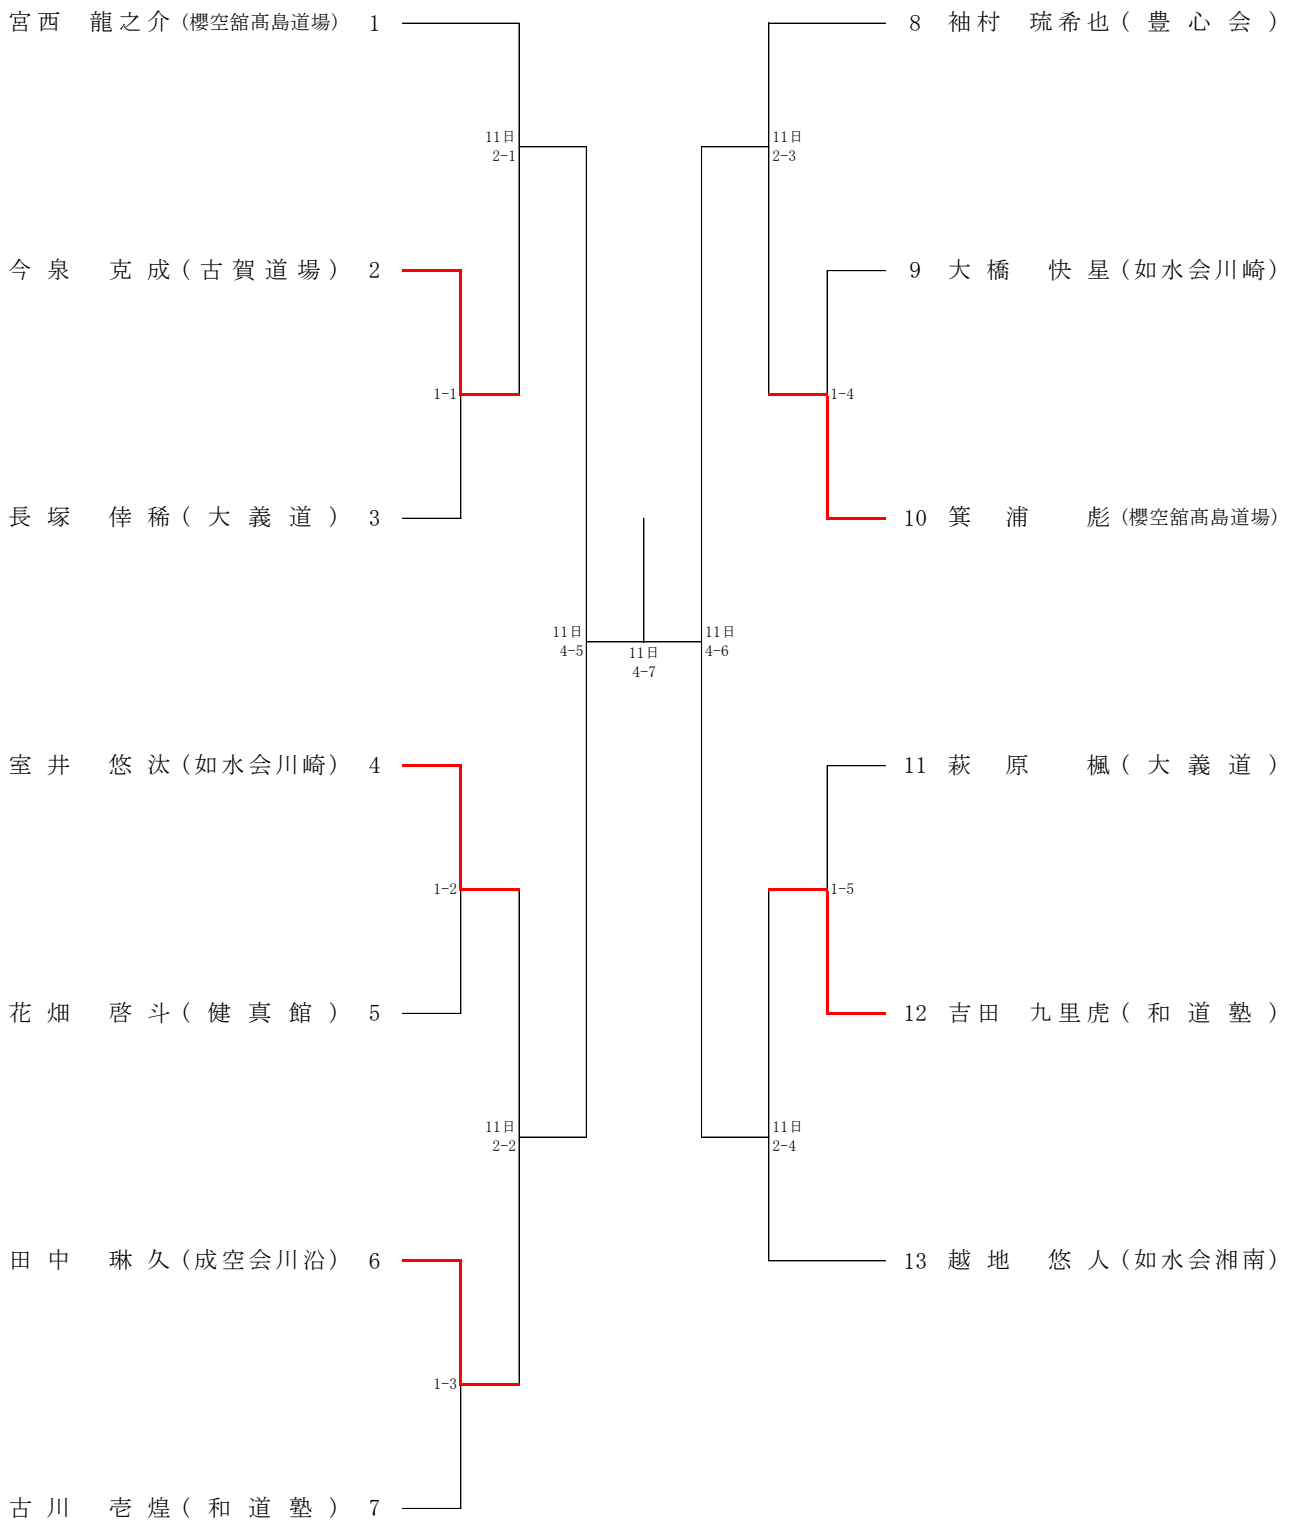 宮西 龍之介 (櫻空舘髙島道場) 1
11日
2-1
今泉 克成 (古賀道場) 2
1-1
長塚 倖稀 (大義道) 3
11日
4-5
室井 悠汰 (如水会川崎) 4
1-2
花畑 啓斗 (健真館) 5
11日
2-2
田中 琳久 (成空会川沿) 6
1-3
古川 壱煌 (和道塾) 7
11日
4-7
8 袖村 琉希也 (豊心会)
11日
2-3
9 大橋 快星 (如水会川崎)
1-4
10 箕浦 彪 (櫻空舘髙島道場)
11日
4-6
11 萩原 楓 (大義道)
1-5
12 吉田 九里虎 (和道塾)
11日
2-4
13 越地 悠人 (如水会湘南)